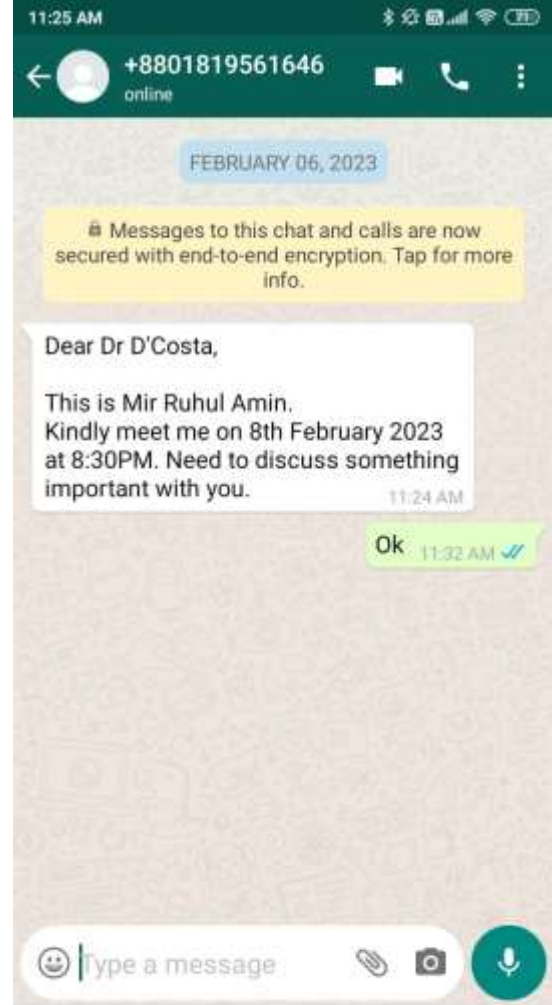 11:25 AM
+8801819561646
online
FEBRUARY 06, 2023
Messages to this chat and calls are now
secured with end-to-end encryption. Tap for more
info.
Dear Dr D'Costa,
This is Mir Ruhul Amin.
Kindly meet me on 8th February 2023
at 8:30PM. Need to discuss something
important with you.
11:24 AM
Ok 11:32 AM
Type a message